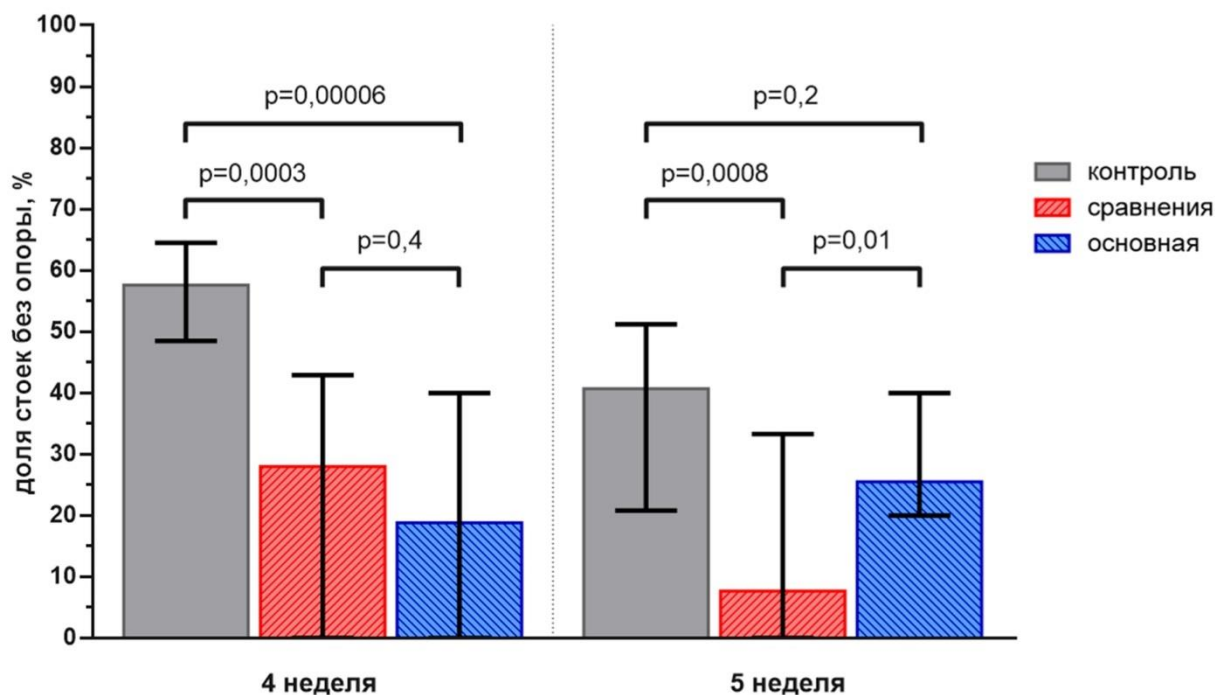 доля стоек без опоры, %
100
90
80
70
60
50
40
30
20
10
0
p=0,00006
p=0,0003
p=0,4
p=0,2
p=0,0008
p=0,01
4 неделя
5 неделя
контроль
сравнения
основная